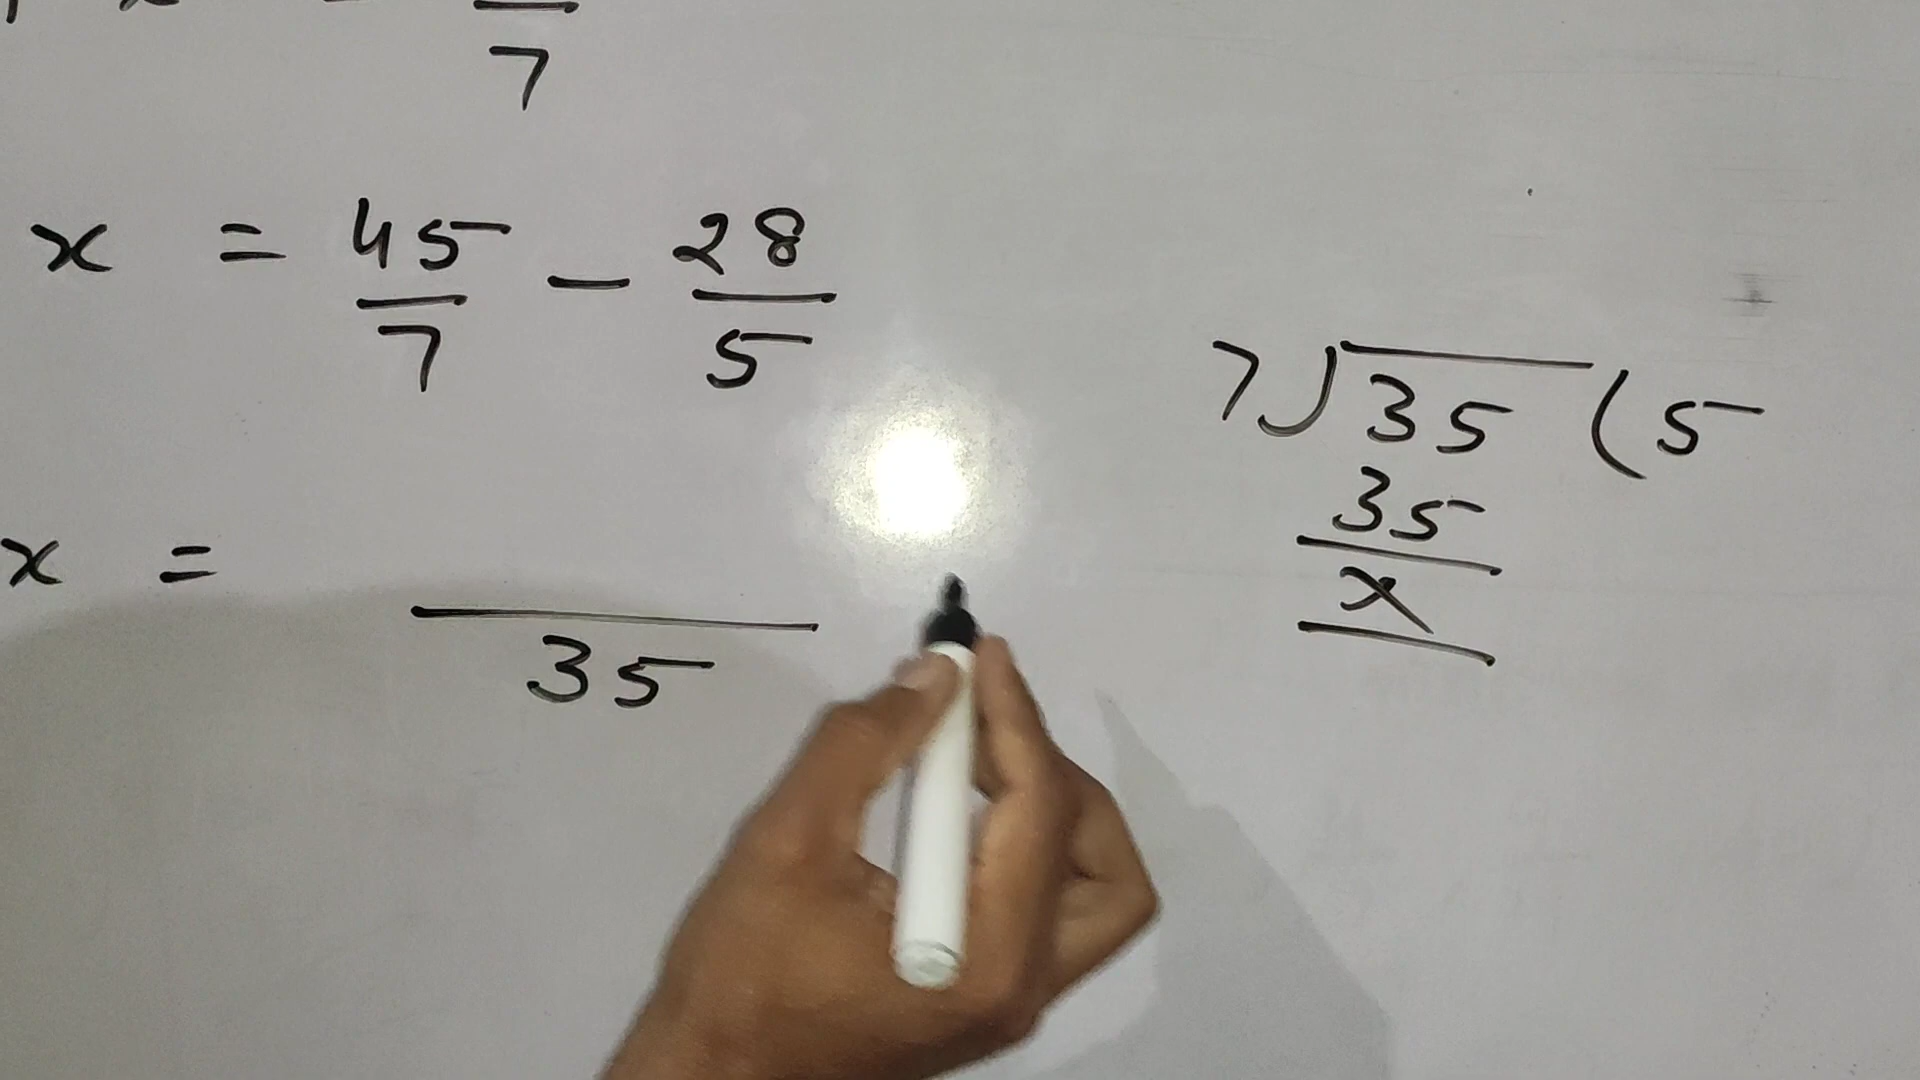 7
x = 45/7 - 28/5
7)35(5
35
x
x = /35